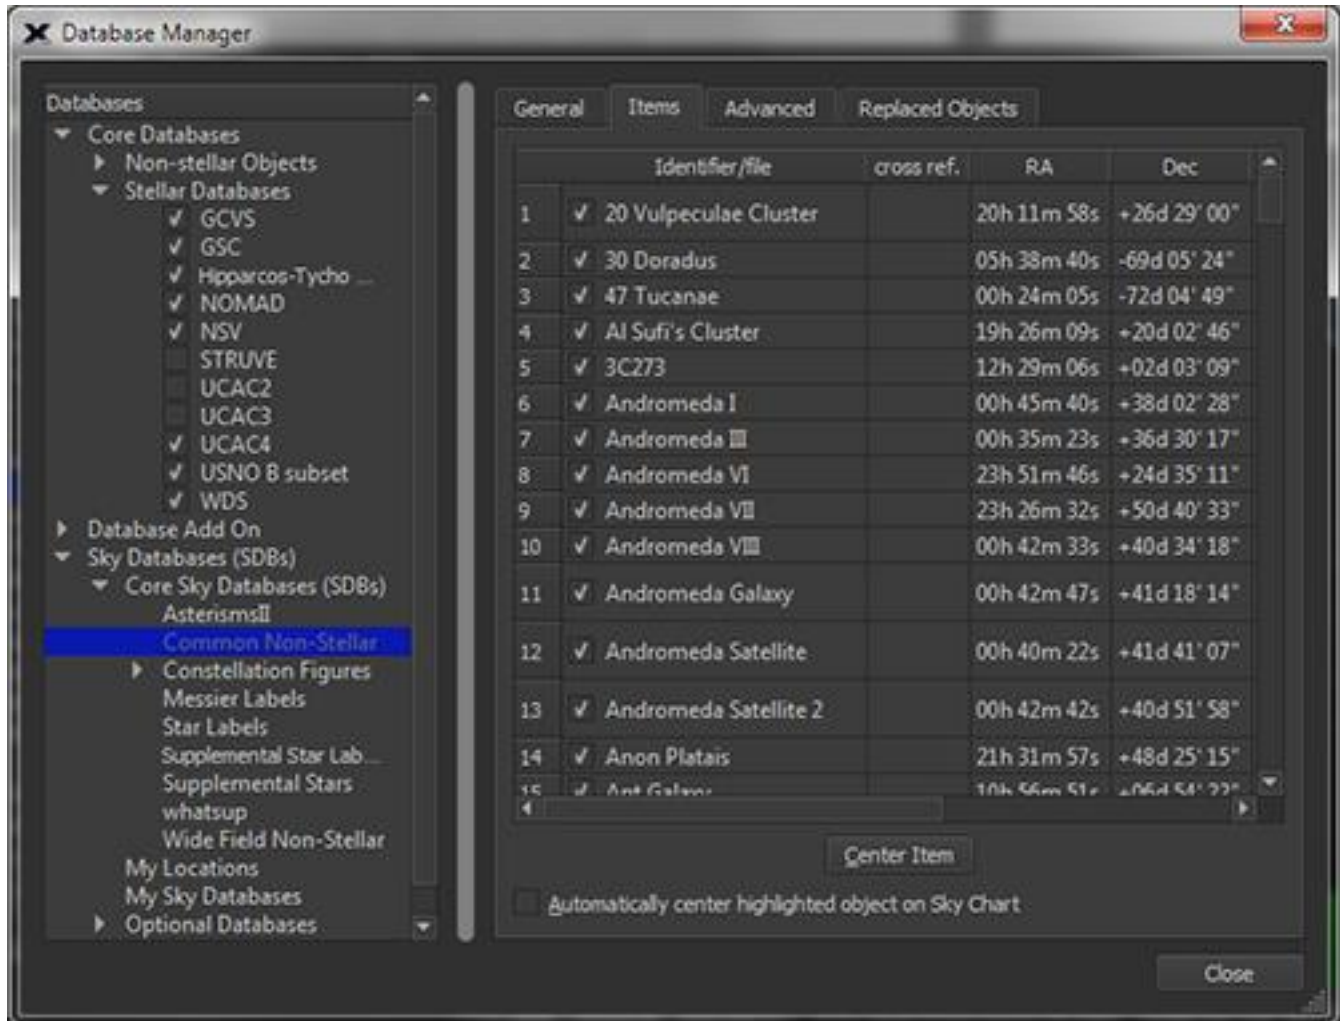 Database Manager
Databases
Core Databases
Non-stellar Objects
Stellar Databases
GCVS
GSC
Hipparcos-Tycho ...
NOMAD
NSV
STRUVE
UCAC2
UCAC3
UCAC4
USNO B subset
WDS
Database Add On
Sky Databases (SDBs)
Core Sky Databases (SDBs)
AsterismsII
Common Non-Stellar
Constellation Figures
Messier Labels
Star Labels
Supplemental Star Lab...
Supplemental Stars
whatsup
Wide Field Non-Stellar
My Locations
My Sky Databases
Optional Databases
General Items Advanced Replaced Objects
Identifier/file cross ref. RA Dec
1 20 Vulpeculae Cluster 20h 11m 58s +26d 29' 00"
2 30 Doradus 05h 38m 40s -69d 05' 24"
3 47 Tucanae 00h 24m 05s -72d 04' 49"
4 Al Sufi's Cluster 19h 26m 09s +20d 02' 46"
5 3C273 12h 29m 06s +02d 03' 09"
6 Andromeda I 00h 45m 40s +38d 02' 28"
7 Andromeda III 00h 35m 23s +36d 30' 17"
8 Andromeda VI 23h 51m 46s +24d 35' 11"
9 Andromeda VII 23h 26m 32s +50d 40' 33"
10 Andromeda VIII 00h 42m 33s +40d 34' 18"
11 Andromeda Galaxy 00h 42m 47s +41d 18' 14"
12 Andromeda Satellite 00h 40m 22s +41d 41' 07"
13 Andromeda Satellite 2 00h 42m 42s +40d 51' 58"
14 Anon Platais 21h 31m 57s +48d 25' 15"
15 Ant Galaxy 10h 56m 51s +06d 54' 22"
Center Item
Automatically center highlighted object on Sky Chart
Close